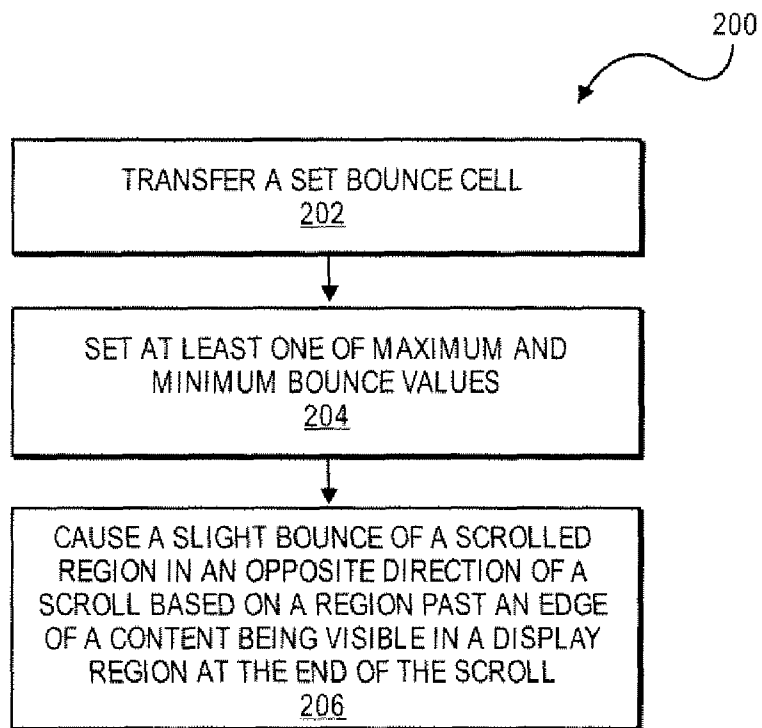 200
TRANSFER A SET BOUNCE CELL
202
SET AT LEAST ONE OF MAXIMUM AND
MINIMUM BOUNCE VALUES
204
CAUSE A SLIGHT BOUNCE OF A SCROLLED
REGION IN AN OPPOSITE DIRECTION OF A
SCROLL BASED ON A REGION PAST AN EDGE
OF A CONTENT BEING VISIBLE IN A DISPLAY
REGION AT THE END OF THE SCROLL
206